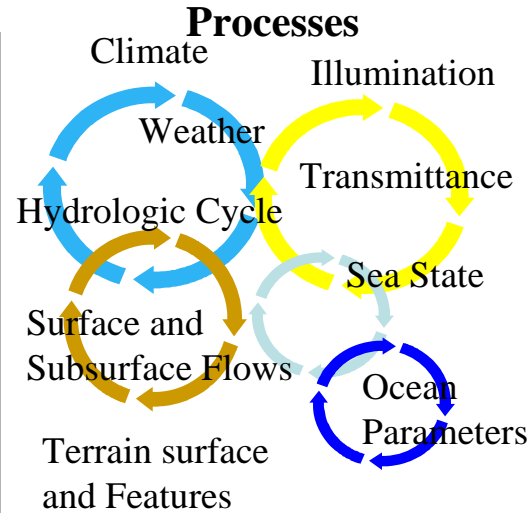 Processes
Climate
Illumination
Weather
Transmittance
Hydrologic Cycle
Sea State
Surface and
Subsurface Flows
Ocean
Parameters
Terrain surface
and Features